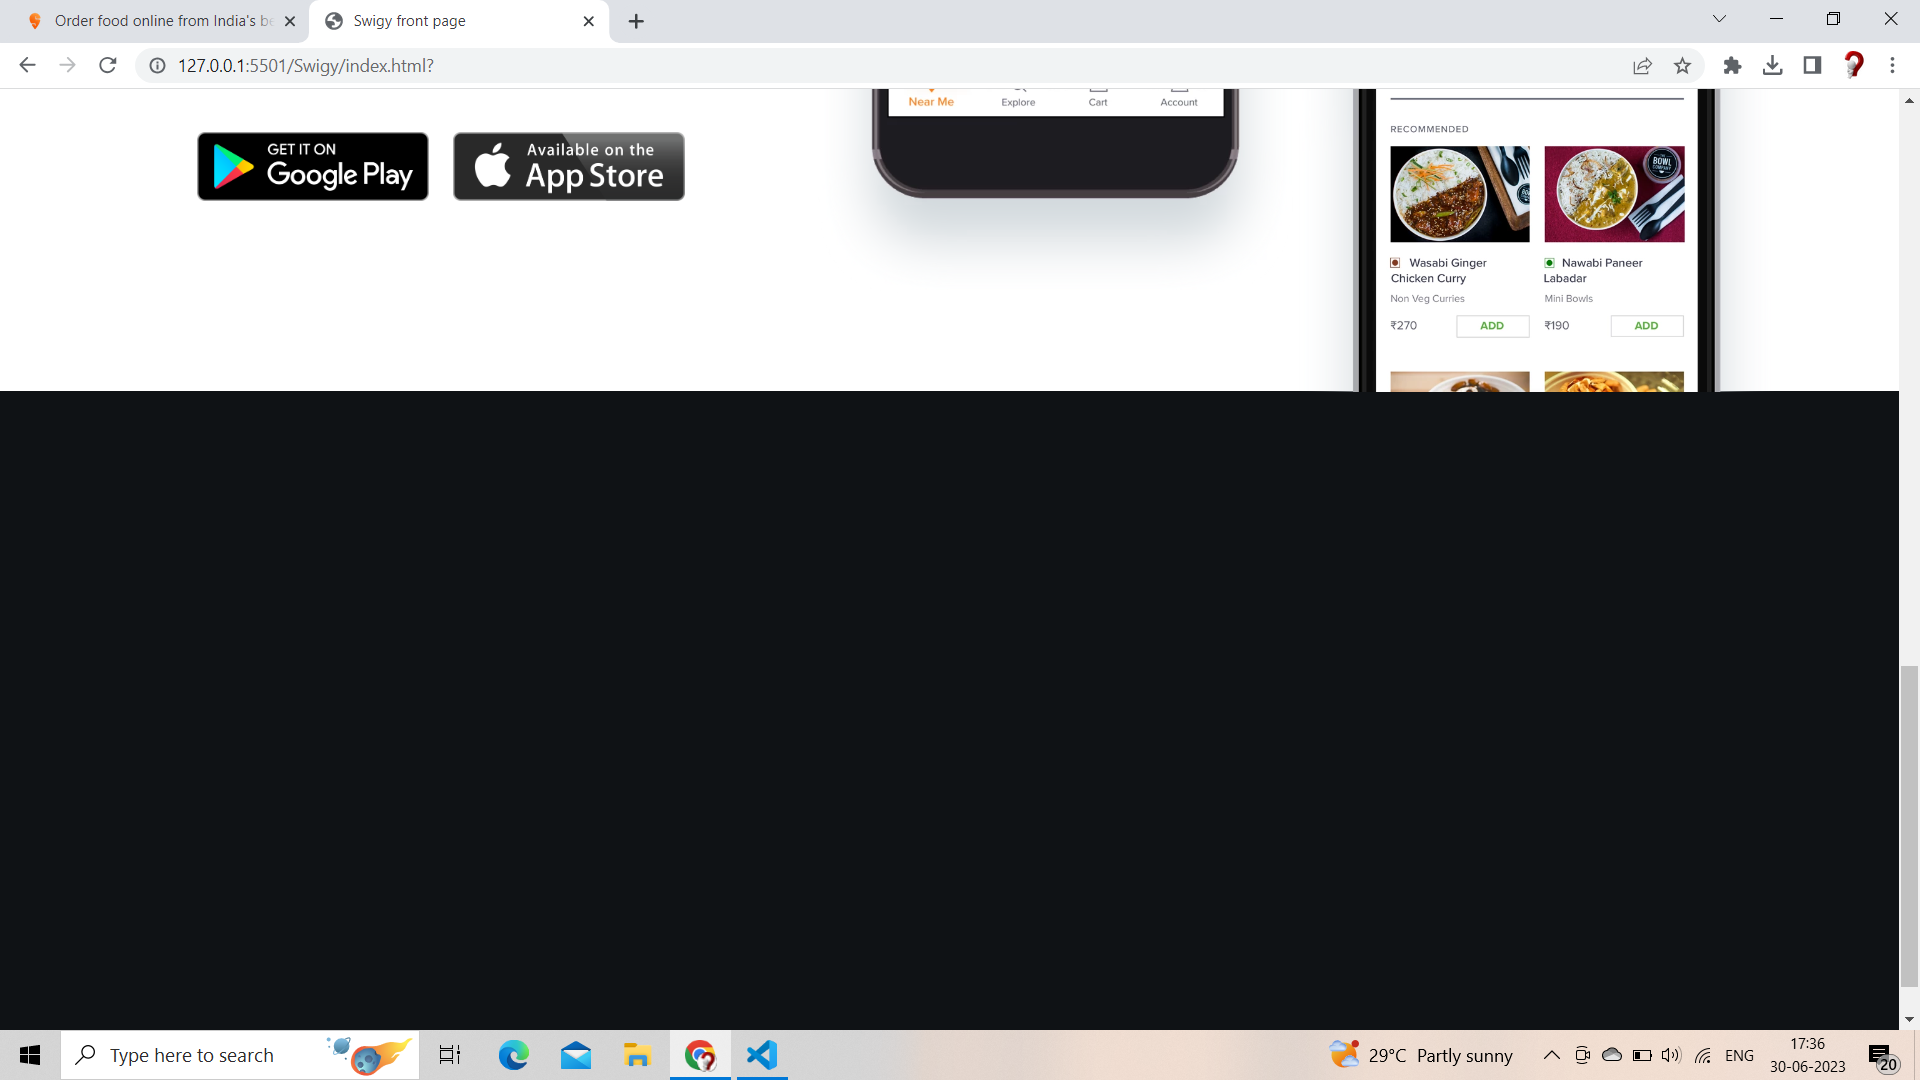 Order food online from India's be
Swigy front page
127.0.0.1:5501/Swigy/index.html?
Near Me
Explore
Cart
Account
GET IT ON
Google Play
Available on the
App Store
RECOMMENDED
BOWL
COMPANY
Wasabi Ginger
Chicken Curry
Non Veg Curries
₹270
ADD
Nawabi Paneer
Labadar
Mini Bowls
₹190
ADD
Type here to search
29°C Partly sunny
ENG
17:36
30-06-2023
20